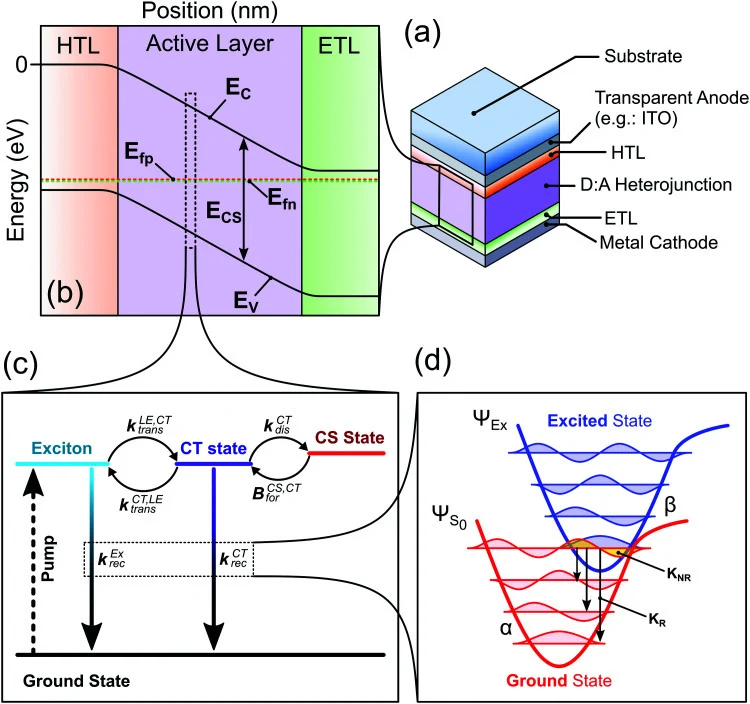 Position (nm)
HTL
Active Layer
ETL
(a)
0
E_C
E_fp
E_fn
E_CS
E_V
Energy (eV)
(b)
Substrate
Transparent Anode
(e.g.: ITO)
HTL
D:A Heterojunction
ETL
Metal Cathode
(c)
k_trans^LE,CT
k_dis^CT
Exciton
CT state
CS State
k_trans^CT,LE
B_for^CS,CT
Pump
k_rec^Ex
k_rec^CT
Ground State
(d)
Ψ_Ex
Excited State
Ψ_S₀
β
K_NR
K_R
α
Ground State